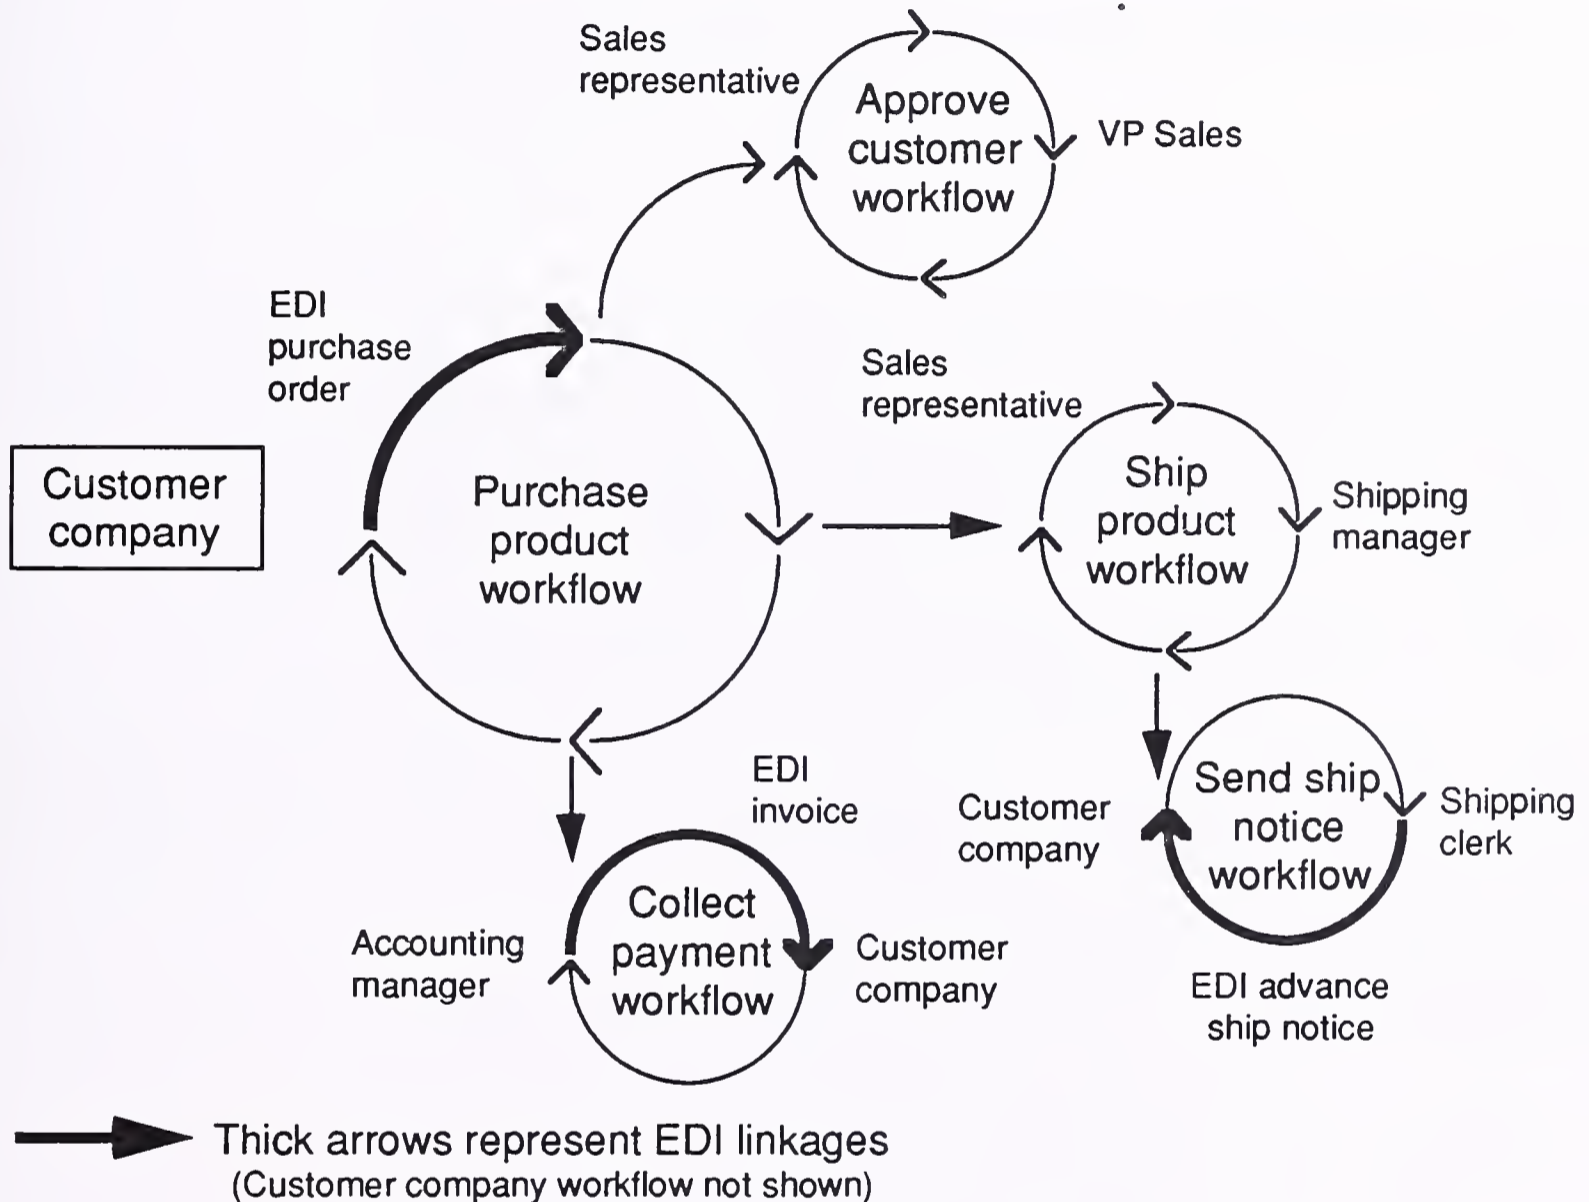 Sales
representative
Approve
customer
workflow
VP Sales
EDI
purchase
order
Sales
representative
Customer
company
Purchase
product
workflow
Ship
product
workflow
Shipping
manager
EDI
invoice
Customer
company
Send ship
notice
workflow
Shipping
clerk
Accounting
manager
Collect
payment
workflow
Customer
company
EDI advance
ship notice
Thick arrows represent EDI linkages
(Customer company workflow not shown)